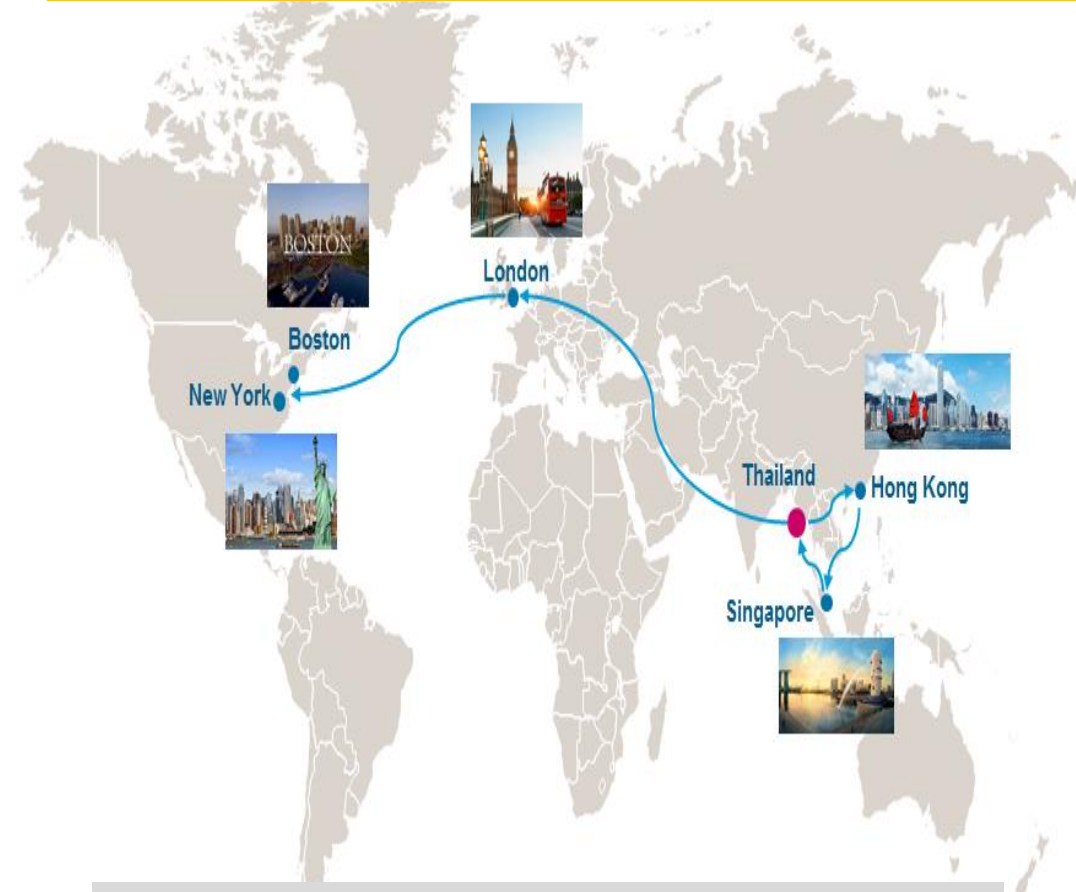 London
BOSTON
Boston
New York
Thailand
Hong Kong
Singapore